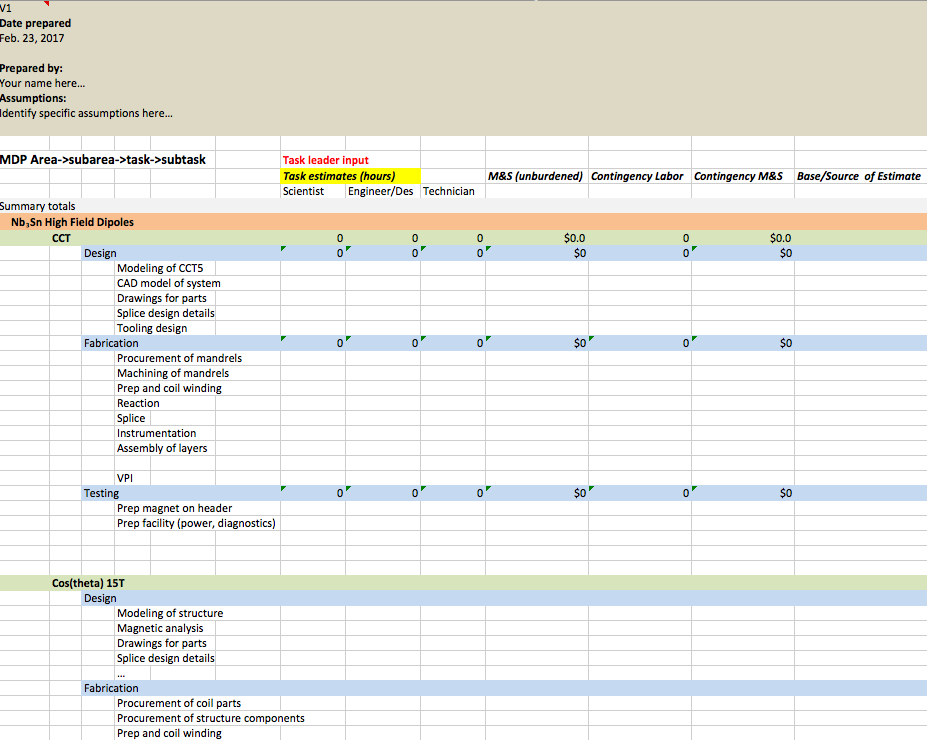 V1
Date prepared
Feb. 23, 2017
Prepared by:
Your name here...
Assumptions:
Identify specific assumptions here...
MDP Area->subarea->task->subtask Task leader input
Task estimates (hours) M&S (unburdened) Contingency Labor Contingency M&S Base/Source of Estimate
Scientist Engineer/Des Technician
Summary totals
Nb₃Sn High Field Dipoles
CCT 0 0 0 $0.0 0 $0.0
Design 0 0 0 $0 0 $0
Modeling of CCT5
CAD model of system
Drawings for parts
Splice design details
Tooling design
Fabrication 0 0 0 $0 0 $0
Procurement of mandrels
Machining of mandrels
Prep and coil winding
Reaction
Splice
Instrumentation
Assembly of layers
VPI
Testing 0 0 0 $0 0 $0
Prep magnet on header
Prep facility (power, diagnostics)
Cos(theta) 15T
Design
Modeling of structure
Magnetic analysis
Drawings for parts
Splice design details
...
Fabrication
Procurement of coil parts
Procurement of structure components
Prep and coil winding